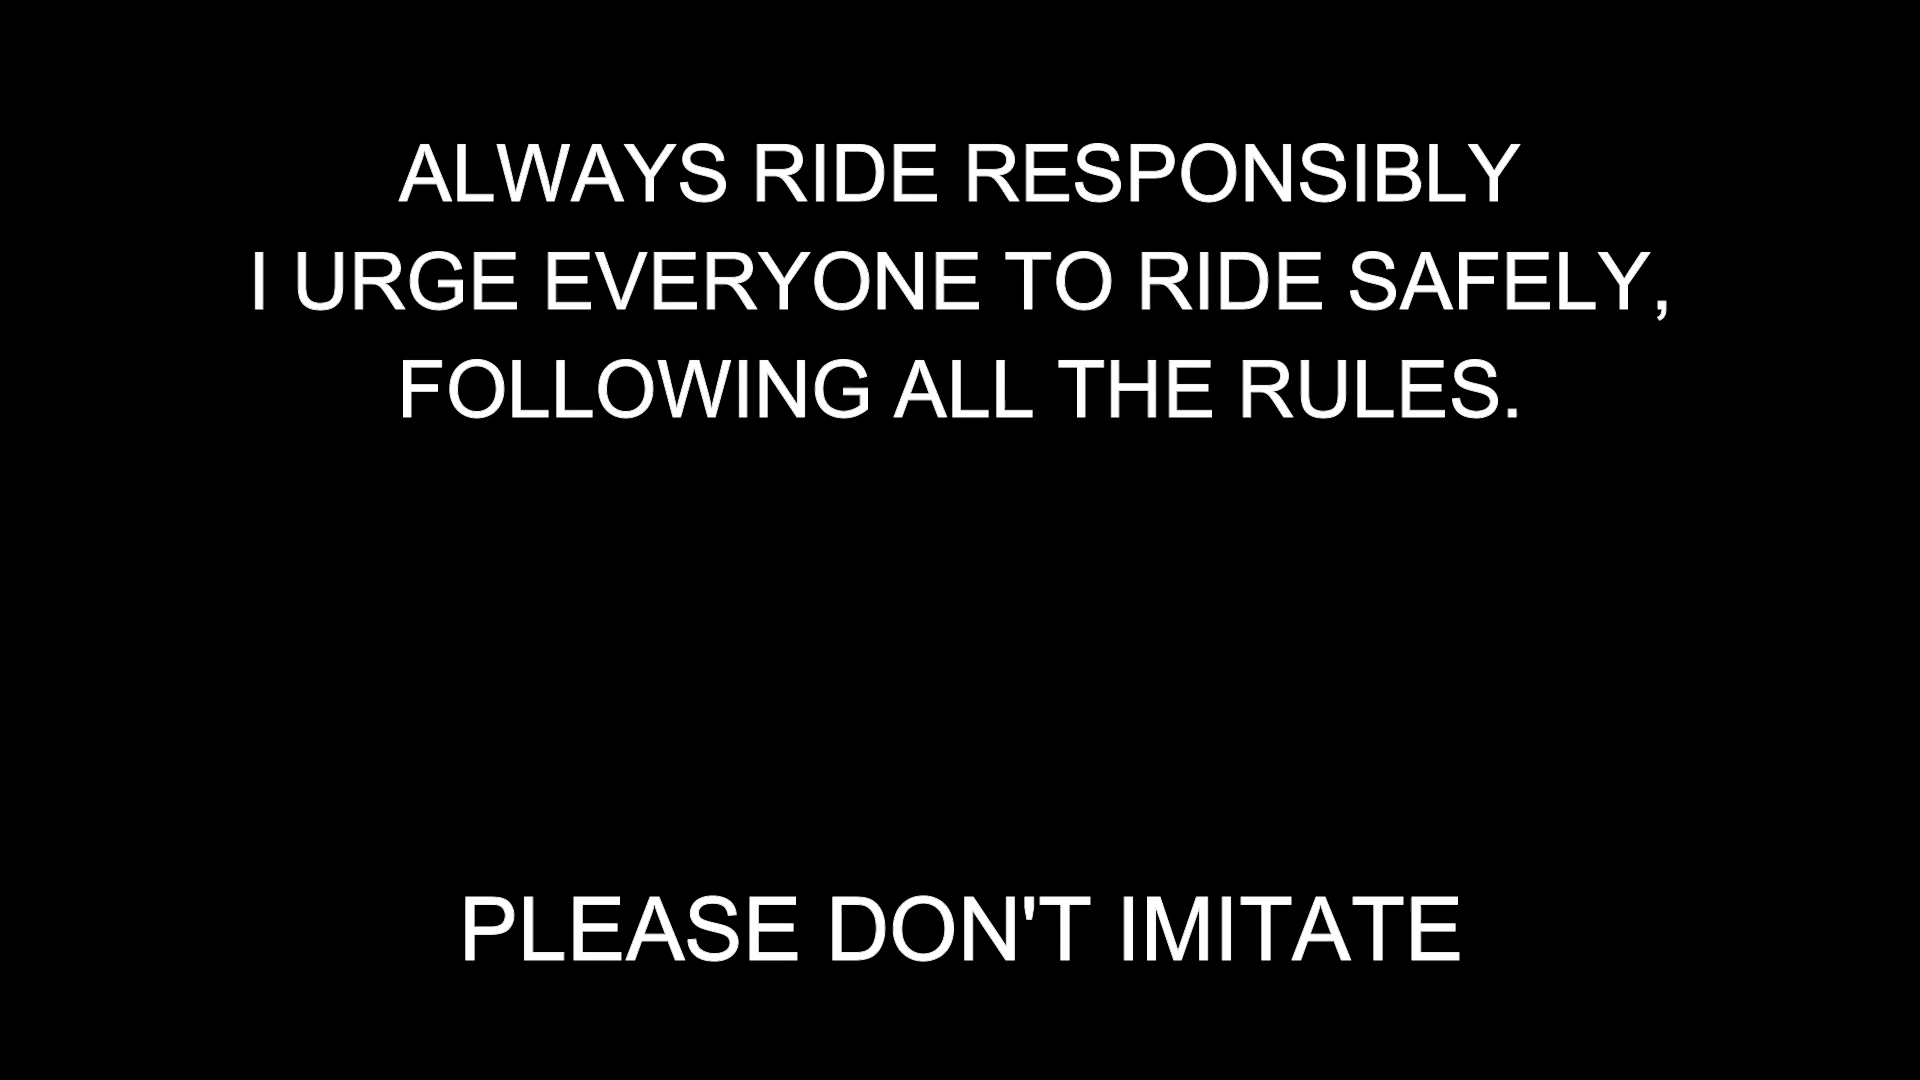 ALWAYS RIDE RESPONSIBLY
I URGE EVERYONE TO RIDE SAFELY,
FOLLOWING ALL THE RULES.
PLEASE DON'T IMITATE